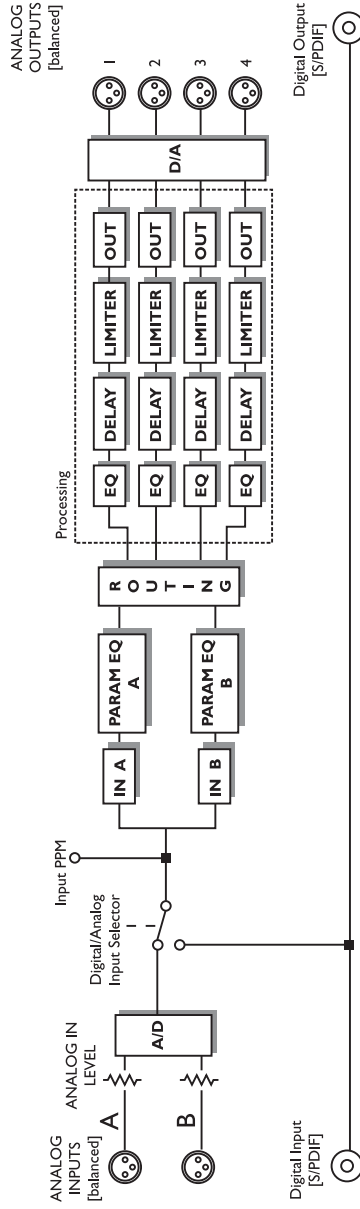 ANALOG
INPUTS
[balanced]
ANALOG IN
LEVEL
A
B
A/D
Digital/Analog
Input Selector
Input PPM
IN A
IN B
PARAM EQ
A
PARAM EQ
B
ROUTING
Processing
EQ
DELAY
LIMITER
OUT
EQ
DELAY
LIMITER
OUT
EQ
DELAY
LIMITER
OUT
EQ
DELAY
LIMITER
OUT
D/A
ANALOG
OUTPUTS
[balanced]
1
2
3
4
Digital Input
[S/PDIF]
Digital Output
[S/PDIF]